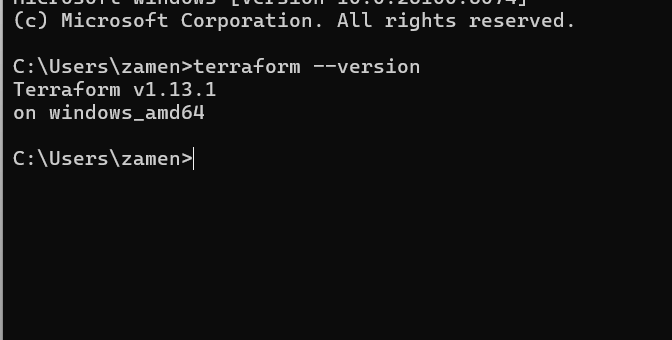 (c) Microsoft Corporation. All rights reserved.
C:\Users\zamen>terraform --version
Terraform v1.13.1
on windows_amd64
C:\Users\zamen>